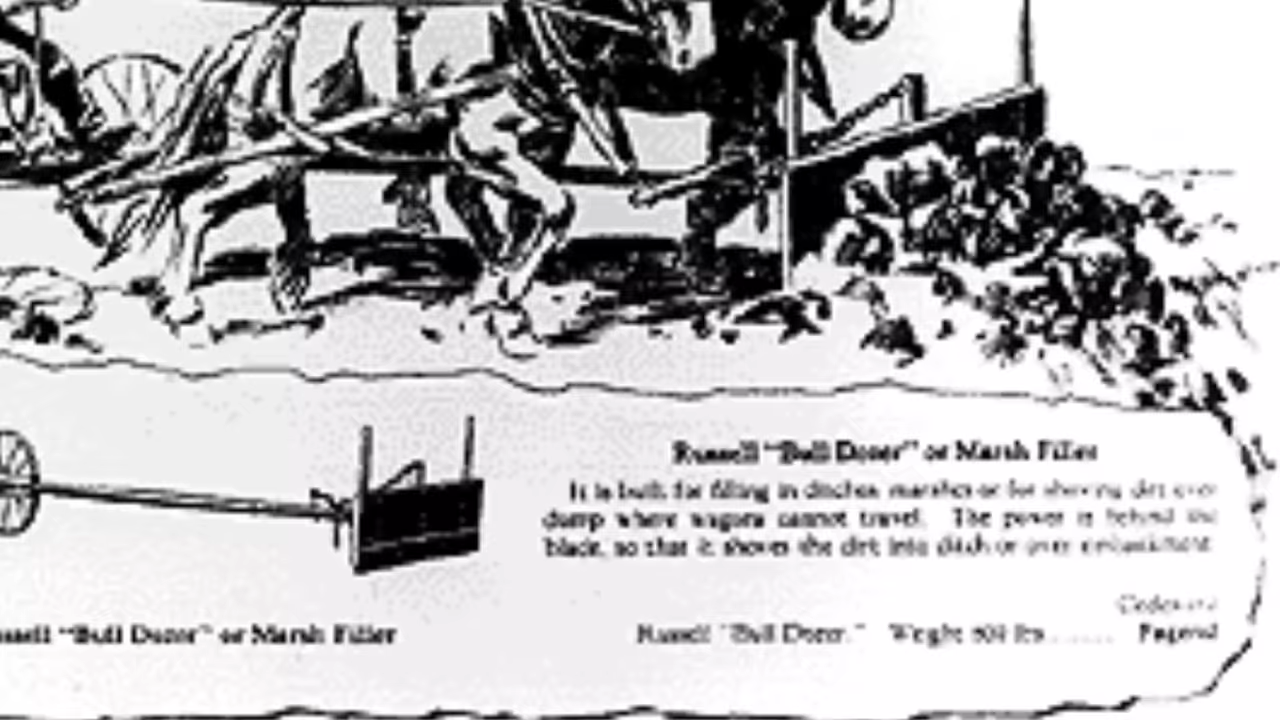 Russell "Bull Dozer" or Marsh Filler
It is built for filling in ditches marshes or for shoving dirt over
dump where wagons cannot travel. The power is behind the
blade, so that it shoves the dirt into ditch or over embankment.
Codeword
ussell "Bull Dozer" or Marsh Filler
Russell "Bull Dozer." Weight lbs........